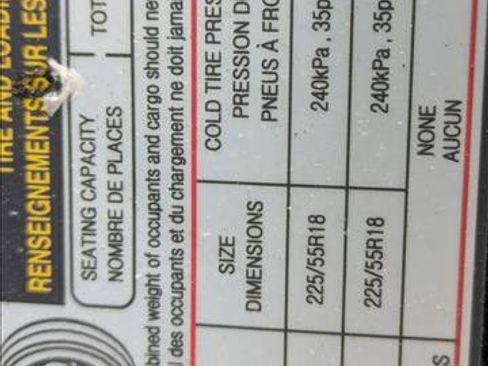 TIRE AND LOADI
RENSEIGNEMENTS SUR LES
SEATING CAPACITY
NOMBRE DE PLACES
TOT
bined weight of occupants and cargo should ne
l des occupants et du chargement ne doit jama
SIZE
DIMENSIONS
COLD TIRE PRES
PRESSION D
PNEUS À FRO
225/55R18
240kPa , 35p
225/55R18
240kPa , 35p
NONE
AUCUN
S